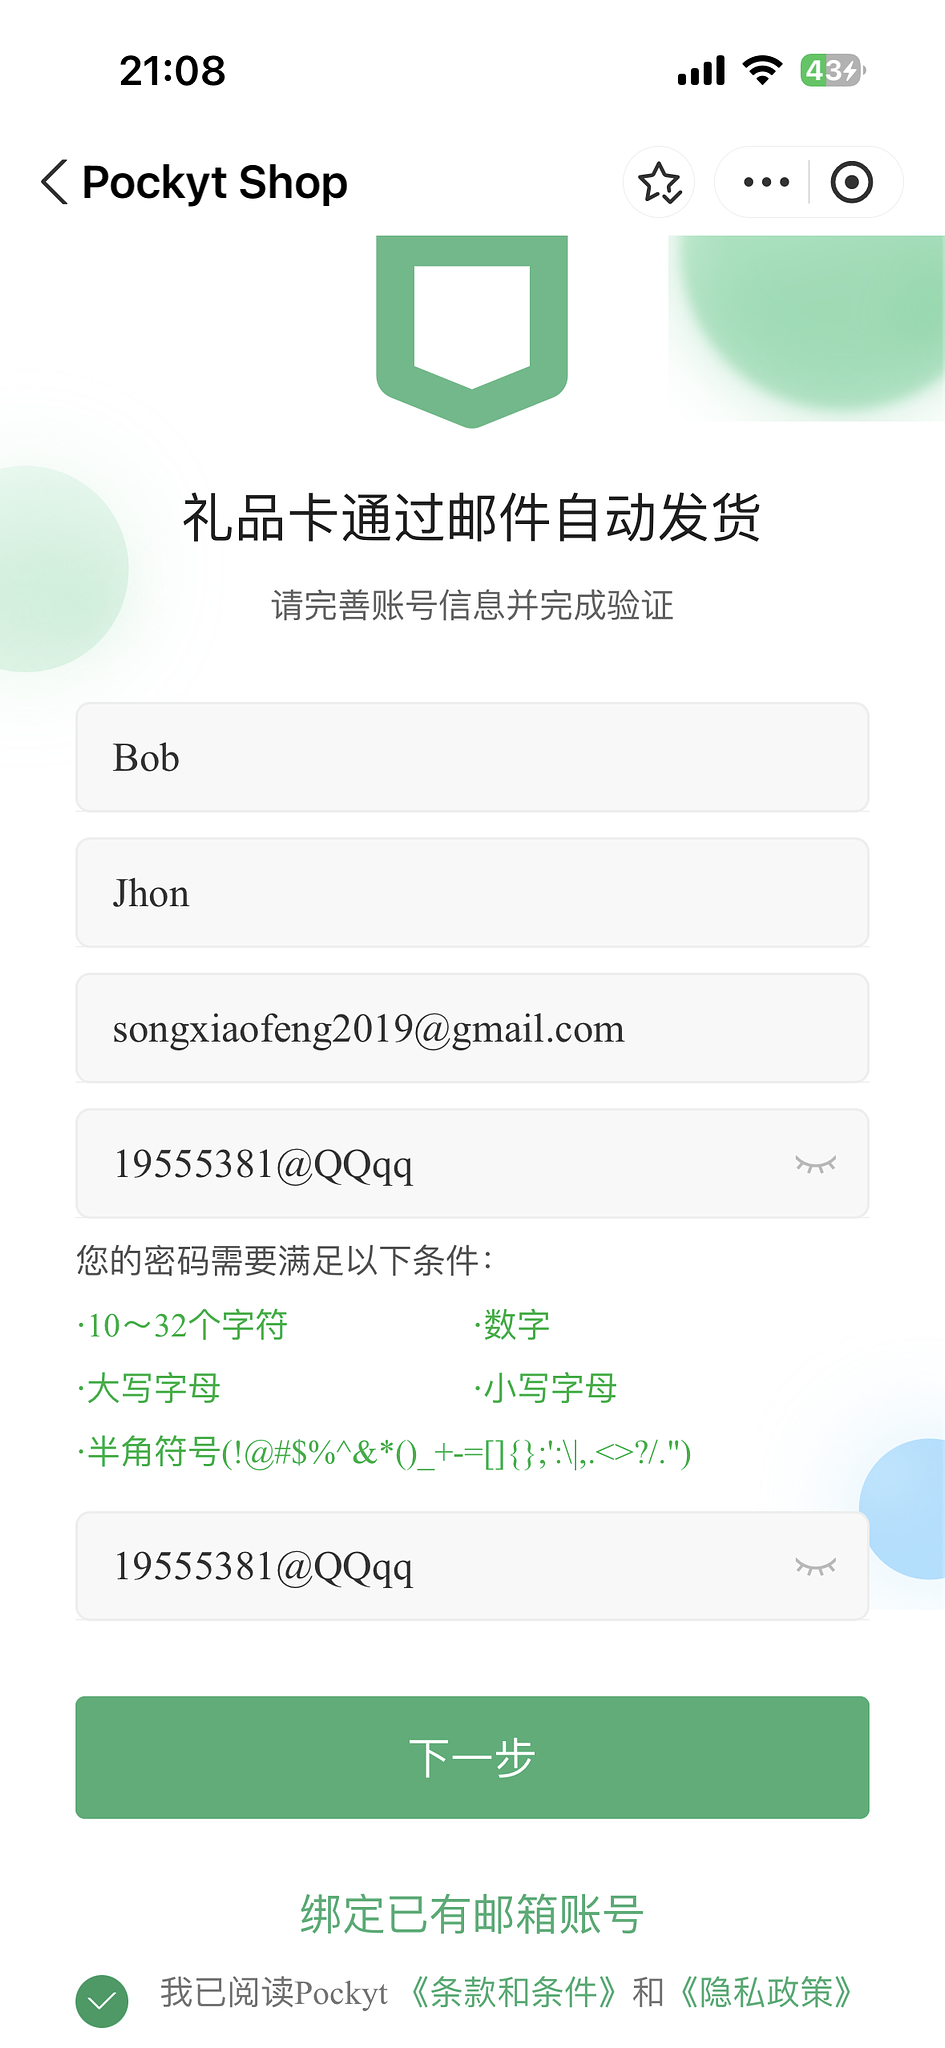 21:08
43
Pockyt Shop
礼品卡通过邮件自动发货
请完善账号信息并完成验证
Bob
Jhon
songxiaofeng2019@gmail.com
19555381@QQqq
您的密码需要满足以下条件：
·10～32个字符
·数字
·大写字母
·小写字母
·半角符号(!@#$%^&*()_+-=[]{};':\|,.<>?/.")
19555381@QQqq
下一步
绑定已有邮箱账号
我已阅读Pockyt 《条款和条件》和《隐私政策》